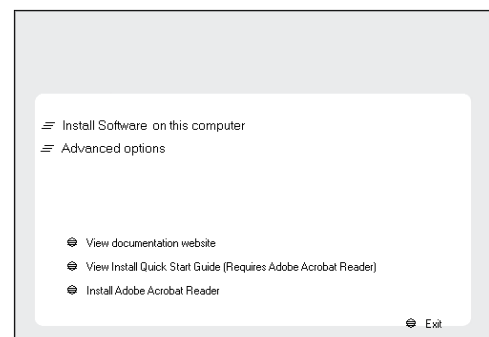 Install Software on this computer
Advanced options
View documentation website
View Install Quick Start Guide (Requires Adobe Acrobat Reader)
Install Adobe Acrobat Reader
Exit